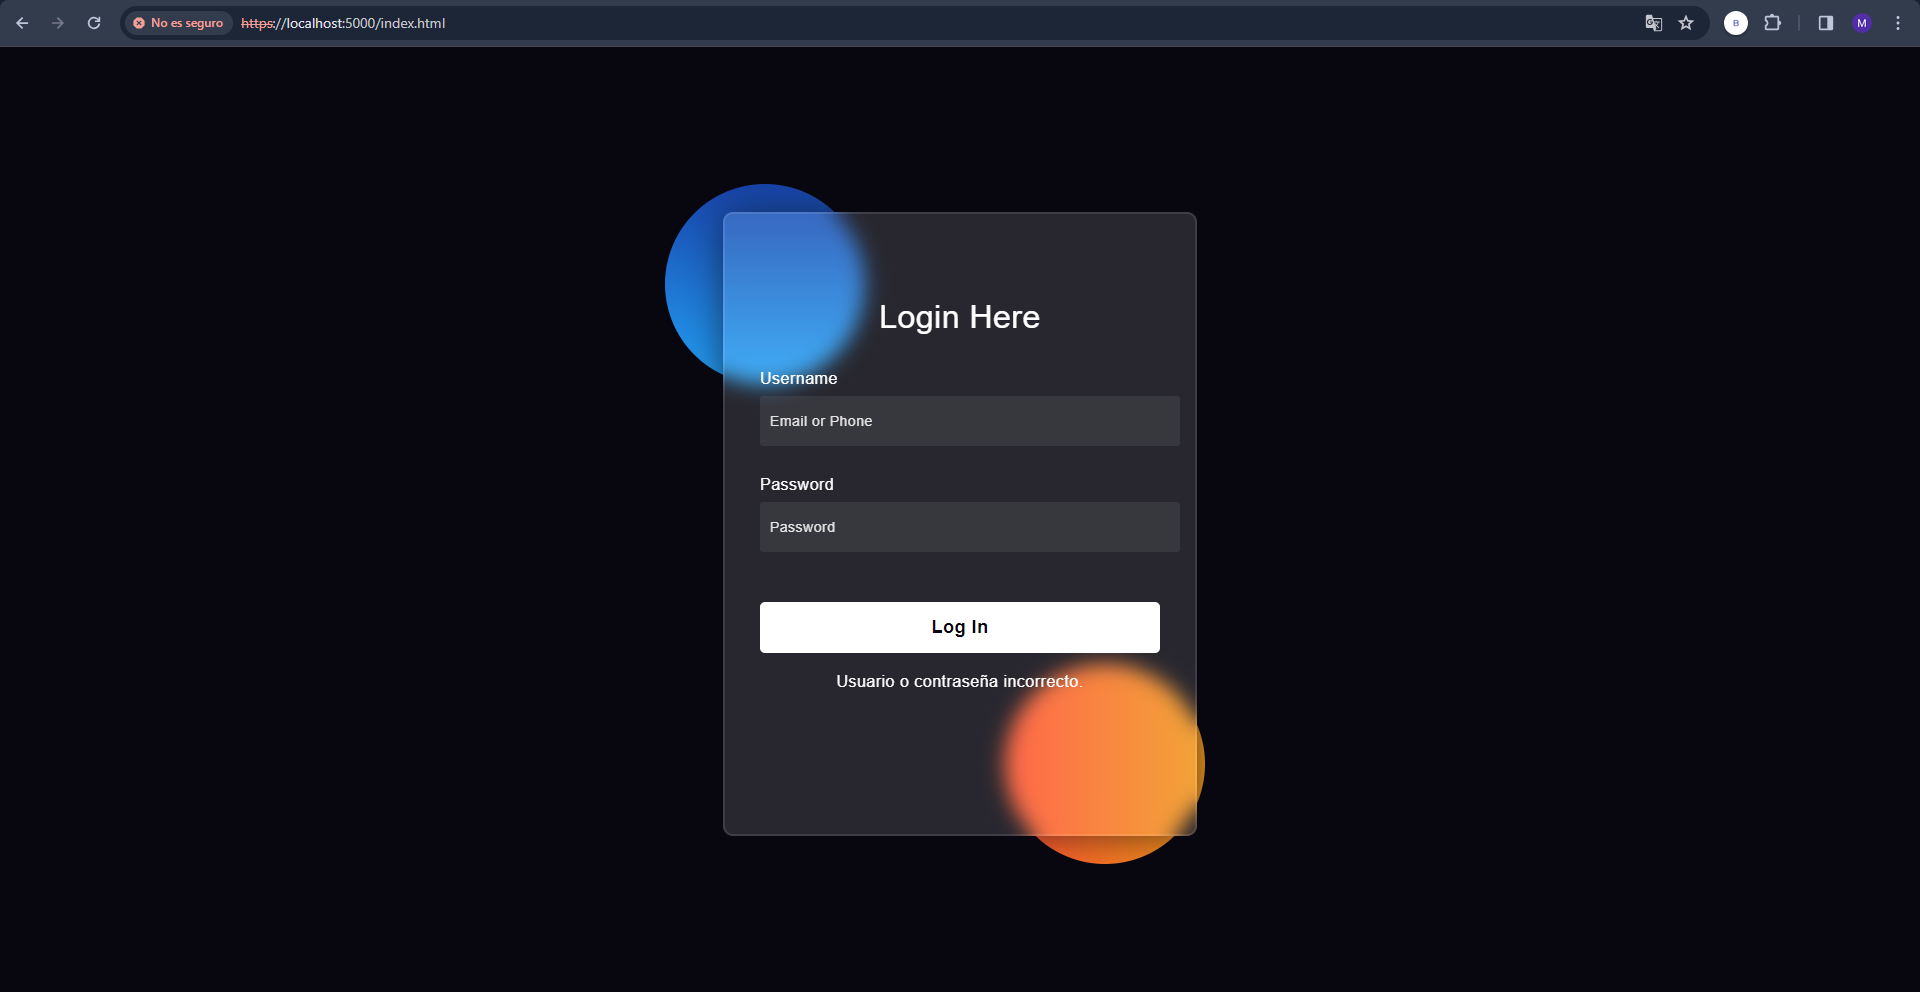 No es seguro https://localhost:5000/index.html B M
Login Here
Username
Email or Phone
Password
Password
Log In
Usuario o contraseña incorrecto.